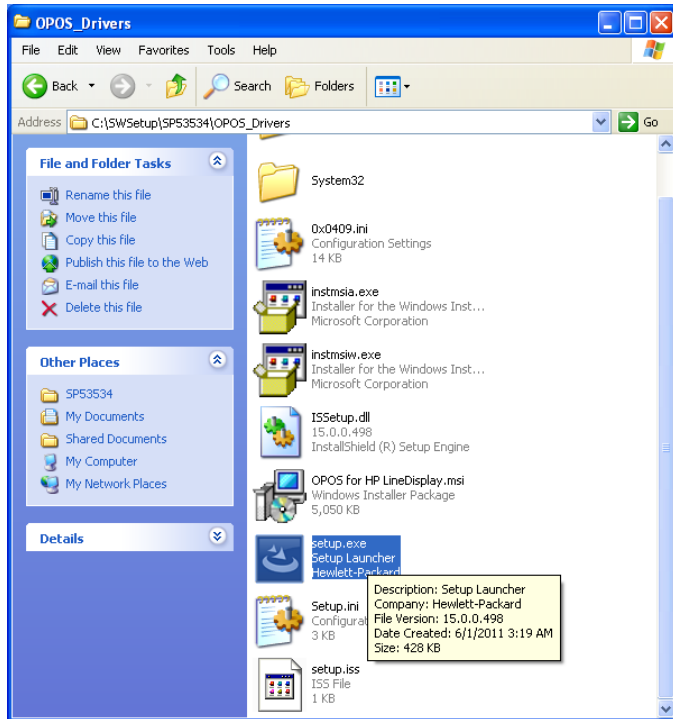 OPOS_Drivers
File Edit View Favorites Tools Help
Back Search Folders
Address C:\SWSetup\SP53534\OPOS_Drivers Go
File and Folder Tasks
Rename this file
Move this file
Copy this file
Publish this file to the Web
E-mail this file
Delete this file
Other Places
SP53534
My Documents
Shared Documents
My Computer
My Network Places
Details
System32
0x0409.ini
Configuration Settings
14 KB
instmsia.exe
Installer for the Windows Inst...
Microsoft Corporation
instmsiw.exe
Installer for the Windows Inst...
Microsoft Corporation
ISSetup.dll
15.0.0.498
InstallShield (R) Setup Engine
OPOS for HP LineDisplay.msi
Windows Installer Package
5,050 KB
setup.exe
Setup Launcher
Hewlett-Packard
Description: Setup Launcher
Company: Hewlett-Packard
File Version: 15.0.0.498
Date Created: 6/1/2011 3:19 AM
Size: 428 KB
Setup.ini
Configurat
3 KB
setup.iss
ISS File
1 KB